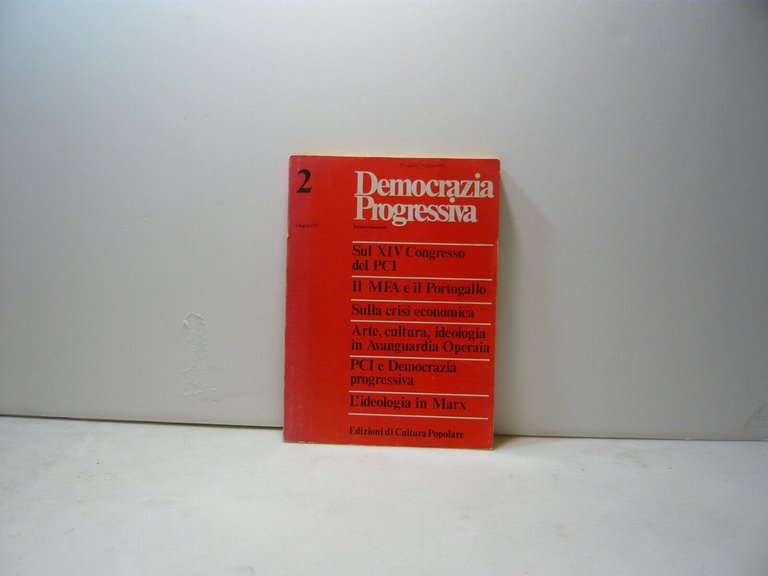 2
Democrazia
Progressiva
Sul XIV Congresso
del PCI
Il MFA e il Portogallo
Sulla crisi economica
Arte, cultura, ideologia
in Avanguardia Operaia
PCI e Democrazia
progressiva
L'ideologia in Marx
Edizioni di Cultura Popolare